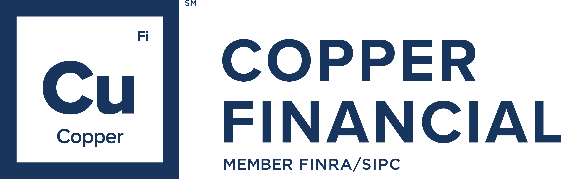 Fi
Cu
Copper
SM
COPPER
FINANCIAL
MEMBER FINRA/SIPC